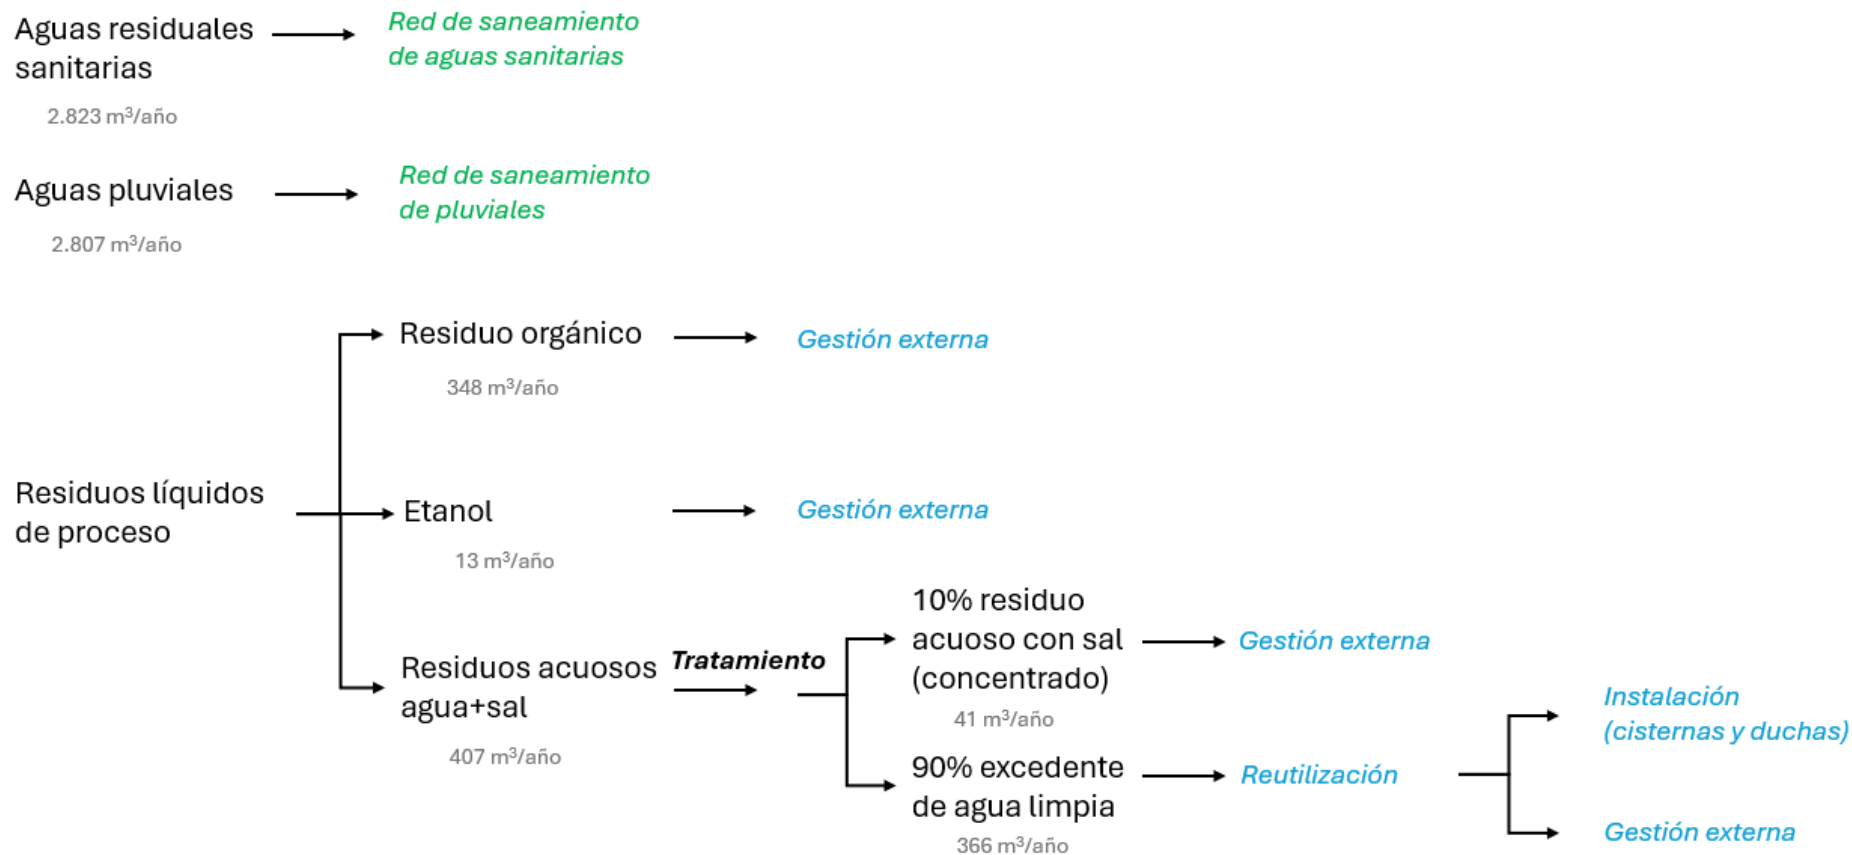 Aguas residuales
sanitarias
2.823 m³/año
Red de saneamiento
de aguas sanitarias
Aguas pluviales
2.807 m³/año
Red de saneamiento
de pluviales
Residuos líquidos
de proceso
Residuo orgánico
348 m³/año
Gestión externa
Etanol
13 m³/año
Gestión externa
Residuos acuosos
agua+sal
407 m³/año
Tratamiento
10% residuo
acuoso con sal
(concentrado)
41 m³/año
Gestión externa
90% excedente
de agua limpia
366 m³/año
Reutilización
Instalación
(cisternas y duchas)
Gestión externa